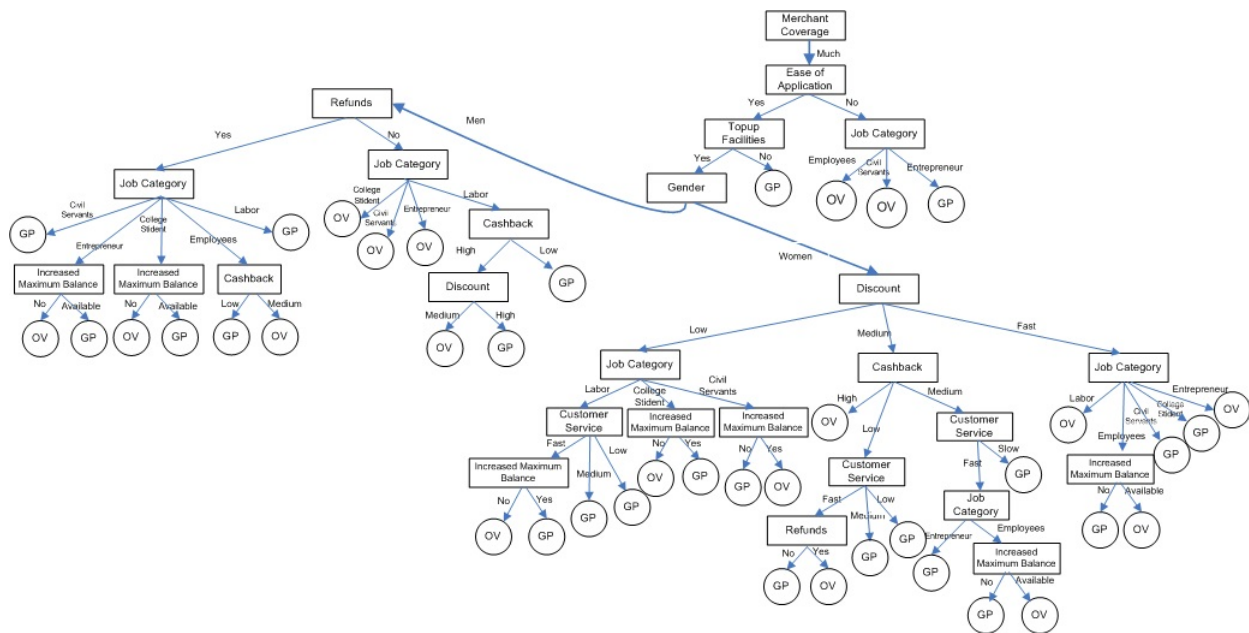 Merchant
Coverage
Much
Ease of
Application
Yes
No
Topup
Facilities
Job Category
Yes
No
Employees
Civil
Servants
Entrepreneur
Gender
GP
OV
OV
GP
Men
Women
Refunds
Yes
No
Job Category
Job Category
Civil
Servants
Entrepreneur
College
Stident
Employees
Labor
GP
GP
Increased
Maximum Balance
Increased
Maximum Balance
Cashback
No
Available
No
Available
Low
Medium
OV
GP
OV
GP
GP
OV
College
Stident
Civil
Servants
Entrepreneur
Labor
OV
OV
OV
Cashback
High
Low
Discount
GP
Medium
High
OV
GP
Discount
Low
Medium
Fast
Job Category
Cashback
Job Category
Labor
College
Stident
Civil
Servants
Customer
Service
Increased
Maximum Balance
Increased
Maximum Balance
Fast
Medium
Low
No
Yes
No
Yes
Increased Maximum
Balance
GP
GP
OV
GP
GP
OV
No
Yes
OV
GP
High
Low
Medium
OV
Customer
Service
Customer
Service
Fast
Medium
Low
Fast
Slow
Refunds
GP
GP
Job
Category
GP
No
Yes
Entrepreneur
Employees
GP
OV
GP
Increased
Maximum Balance
No
Available
GP
OV
Labor
Employees
Civil
Servants
College
Student
Entrepreneur
OV
GP
GP
OV
Increased
Maximum Balance
No
Available
GP
OV